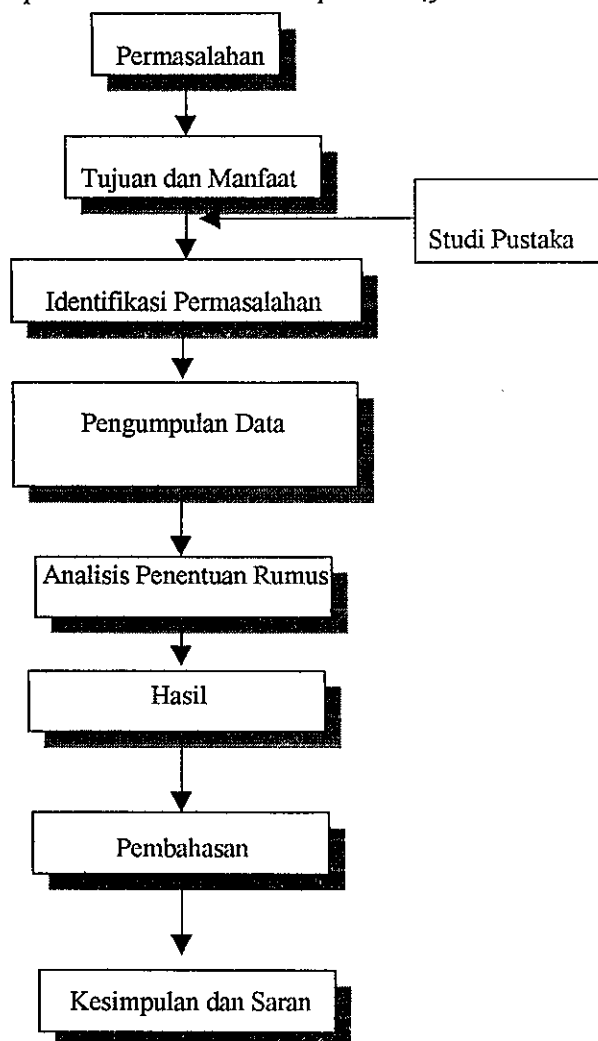 Permasalahan
Tujuan dan Manfaat
Studi Pustaka
Identifikasi Permasalahan
Pengumpulan Data
Analisis Penentuan Rumus
Hasil
Pembahasan
Kesimpulan dan Saran